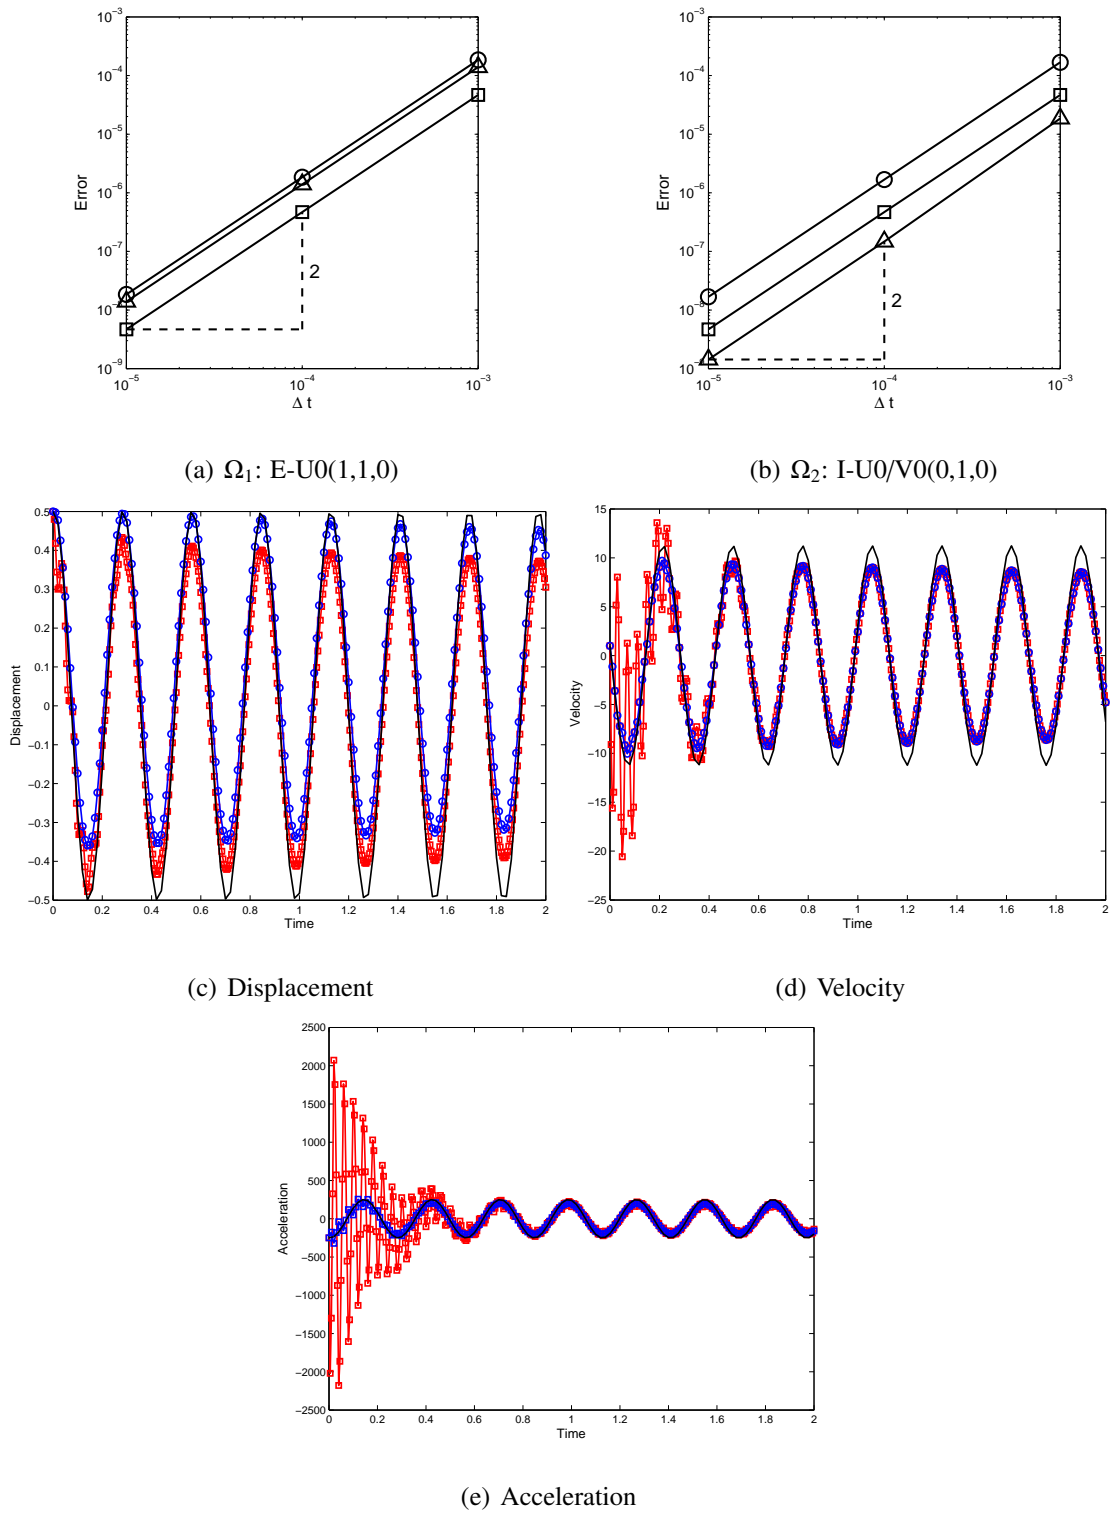 10⁻³ 10⁻³
10⁻⁴ 10⁻⁴
10⁻⁵ 10⁻⁵
10⁻⁶ 10⁻⁶
10⁻⁷ 10⁻⁷
10⁻⁸ 10⁻⁸
10⁻⁹ 10⁻⁹
Error Error
2 2
10⁻⁵ 10⁻⁴ 10⁻³ 10⁻⁵ 10⁻⁴ 10⁻³
Δ t Δ t
(a) Ω₁: E-U0(1,1,0) (b) Ω₂: I-U0/V0(0,1,0)
0.5
0.4
0.3
0.2
0.1
0
−0.1
−0.2
−0.3
−0.4
−0.5
Displacement
0 0.2 0.4 0.6 0.8 1 1.2 1.4 1.6 1.8 2
Time
15
10
5
0
−5
−10
−15
−20
−25
Velocity
0 0.2 0.4 0.6 0.8 1 1.2 1.4 1.6 1.8 2
Time
(c) Displacement (d) Velocity
2500
2000
1500
1000
500
0
−500
−1000
−1500
−2000
−2500
Acceleration
0 0.2 0.4 0.6 0.8 1 1.2 1.4 1.6 1.8 2
Time
(e) Acceleration